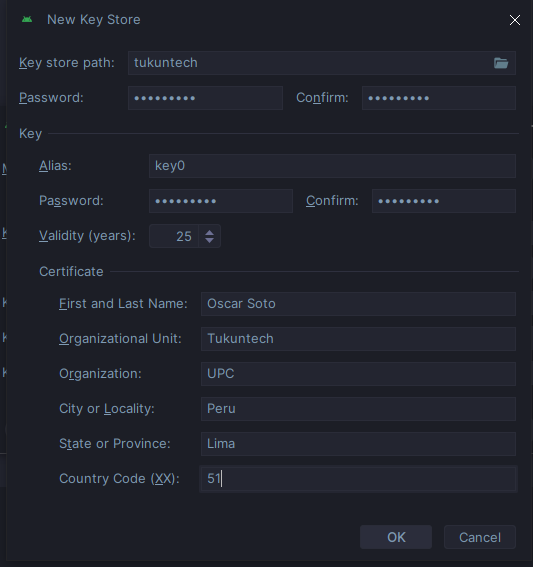 New Key Store
Key store path: tukuntech
Password: ••••••••• Confirm: •••••••••
Key
Alias: key0
Password: ••••••••• Confirm: •••••••••
Validity (years): 25
Certificate
First and Last Name: Oscar Soto
Organizational Unit: Tukuntech
Organization: UPC
City or Locality: Peru
State or Province: Lima
Country Code (XX): 51
OK Cancel